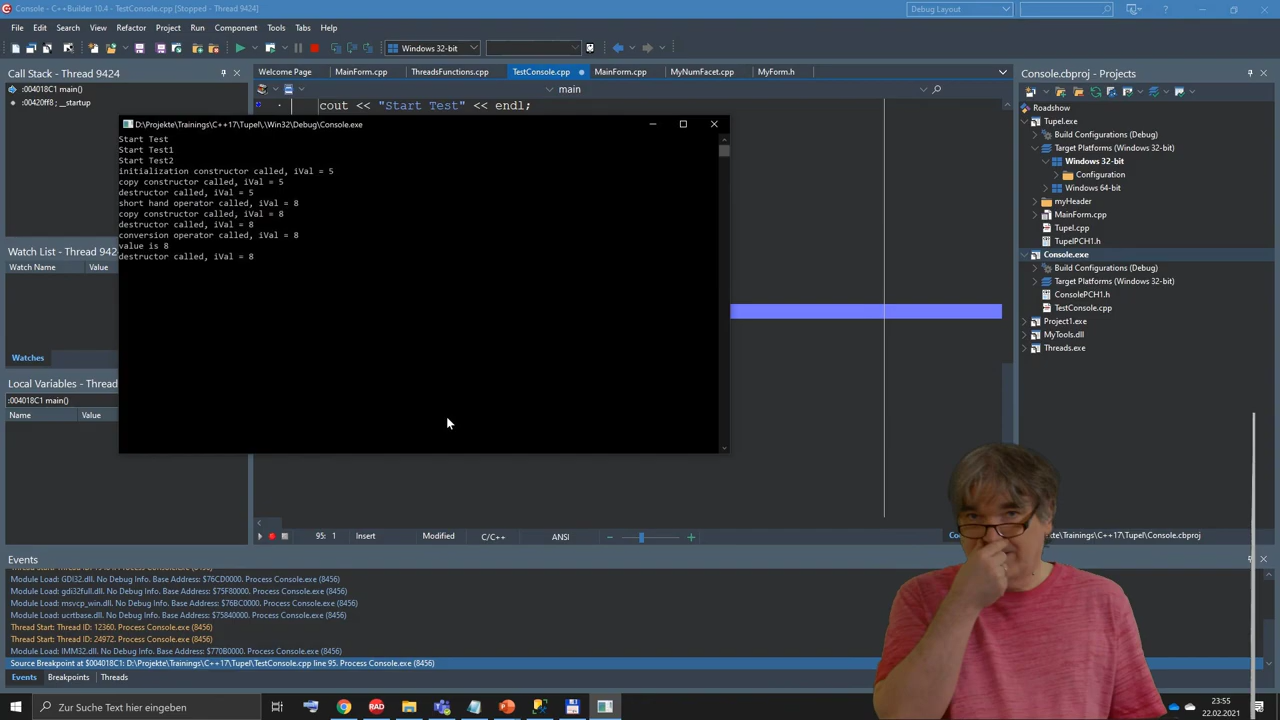 Console - C++Builder 10.4 - TestConsole.cpp [Stopped - Thread 9424]
Debug Layout
File Edit Search View Refactor Project Run Component Tools Tabs Help
Windows 32-bit
Call Stack - Thread 9424
:004018C1 main()
:00420ff8 ; __startup
Welcome Page MainForm.cpp ThreadsFunctions.cpp TestConsole.cpp MainForm.cpp MyNumFacet.cpp MyForm.h
main
cout << "Start Test" << endl;
D:\Projekte\Trainings\C++17\Tupel\.\Win32\Debug\Console.exe
Start Test
Start Test1
Start Test2
initialization constructor called, iVal = 5
copy constructor called, iVal = 5
destructor called, iVal = 5
short hand operator called, iVal = 8
copy constructor called, iVal = 8
destructor called, iVal = 8
conversion operator called, iVal = 8
value is 8
destructor called, iVal = 8
Watch List - Thread 942
Watch Name Value
Watches
Local Variables - Thread
:004018C1 main()
Name Value
95: 1 Insert Modified C/C++ ANSI
Console.cbproj - Projects
Roadshow
Tupel.exe
Build Configurations (Debug)
Target Platforms (Windows 32-bit)
Windows 32-bit
Configuration
Windows 64-bit
myHeader
MainForm.cpp
Tupel.cpp
TupelPCH1.h
Console.exe
Build Configurations (Debug)
Target Platforms (Windows 32-bit)
ConsolePCH1.h
TestConsole.cpp
Project1.exe
MyTools.dll
Threads.exe
kte\Trainings\C++17\Tupel\Console.cbproj
Events
Module Load: GDI32.dll. No Debug Info. Base Address: $76CD0000. Process Console.exe (8456)
Module Load: gdi32full.dll. No Debug Info. Base Address: $75F80000. Process Console.exe (8456)
Module Load: msvcp_win.dll. No Debug Info. Base Address: $76BC0000. Process Console.exe (8456)
Module Load: ucrtbase.dll. No Debug Info. Base Address: $75840000. Process Console.exe (8456)
Thread Start: Thread ID: 12360. Process Console.exe (8456)
Thread Start: Thread ID: 24972. Process Console.exe (8456)
Module Load: IMM32.dll. No Debug Info. Base Address: $770B0000. Process Console.exe (8456)
Source Breakpoint at $004018C1: D:\Projekte\Trainings\C++17\Tupel\TestConsole.cpp line 95. Process Console.exe (8456)
Events Breakpoints Threads
Zur Suche Text hier eingeben
RAD
23:55
22.02.2021